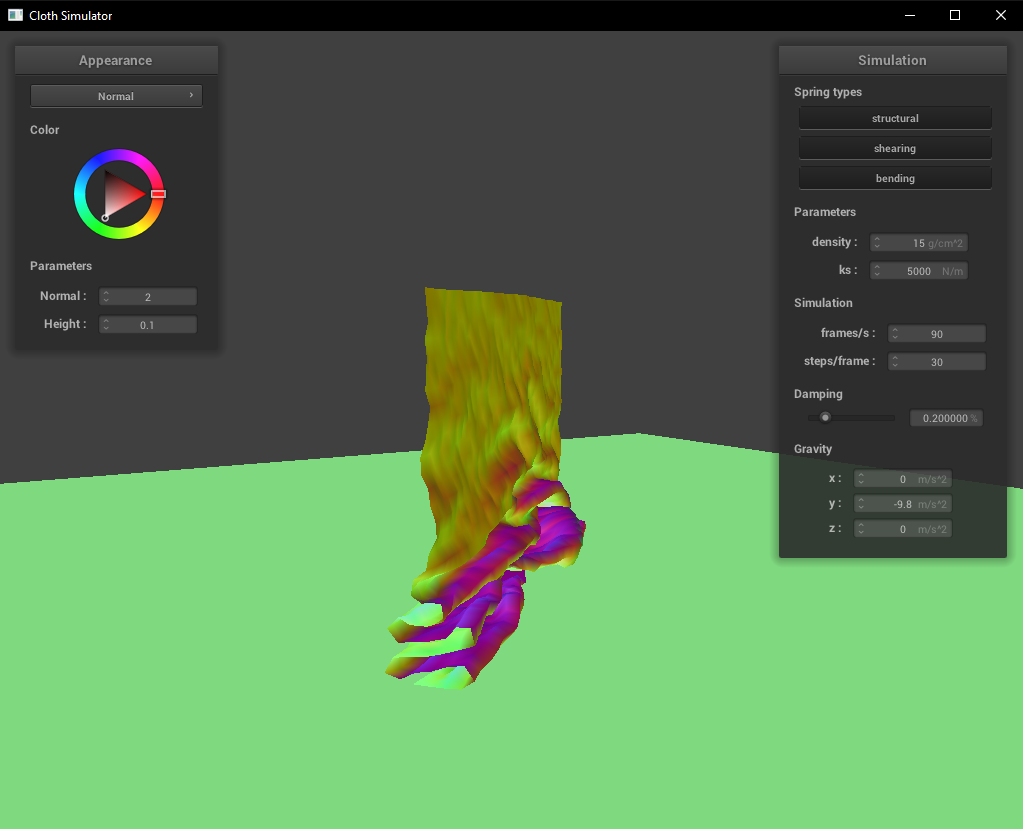 Cloth Simulator
Appearance
Normal
Color
Parameters
Normal : 2
Height : 0.1
Simulation
Spring types
structural
shearing
bending
Parameters
density : 15 g/cm^2
ks : 5000 N/m
Simulation
frames/s : 90
steps/frame : 30
Damping
0.200000 %
Gravity
x : 0 m/s^2
y : -9.8 m/s^2
z : 0 m/s^2